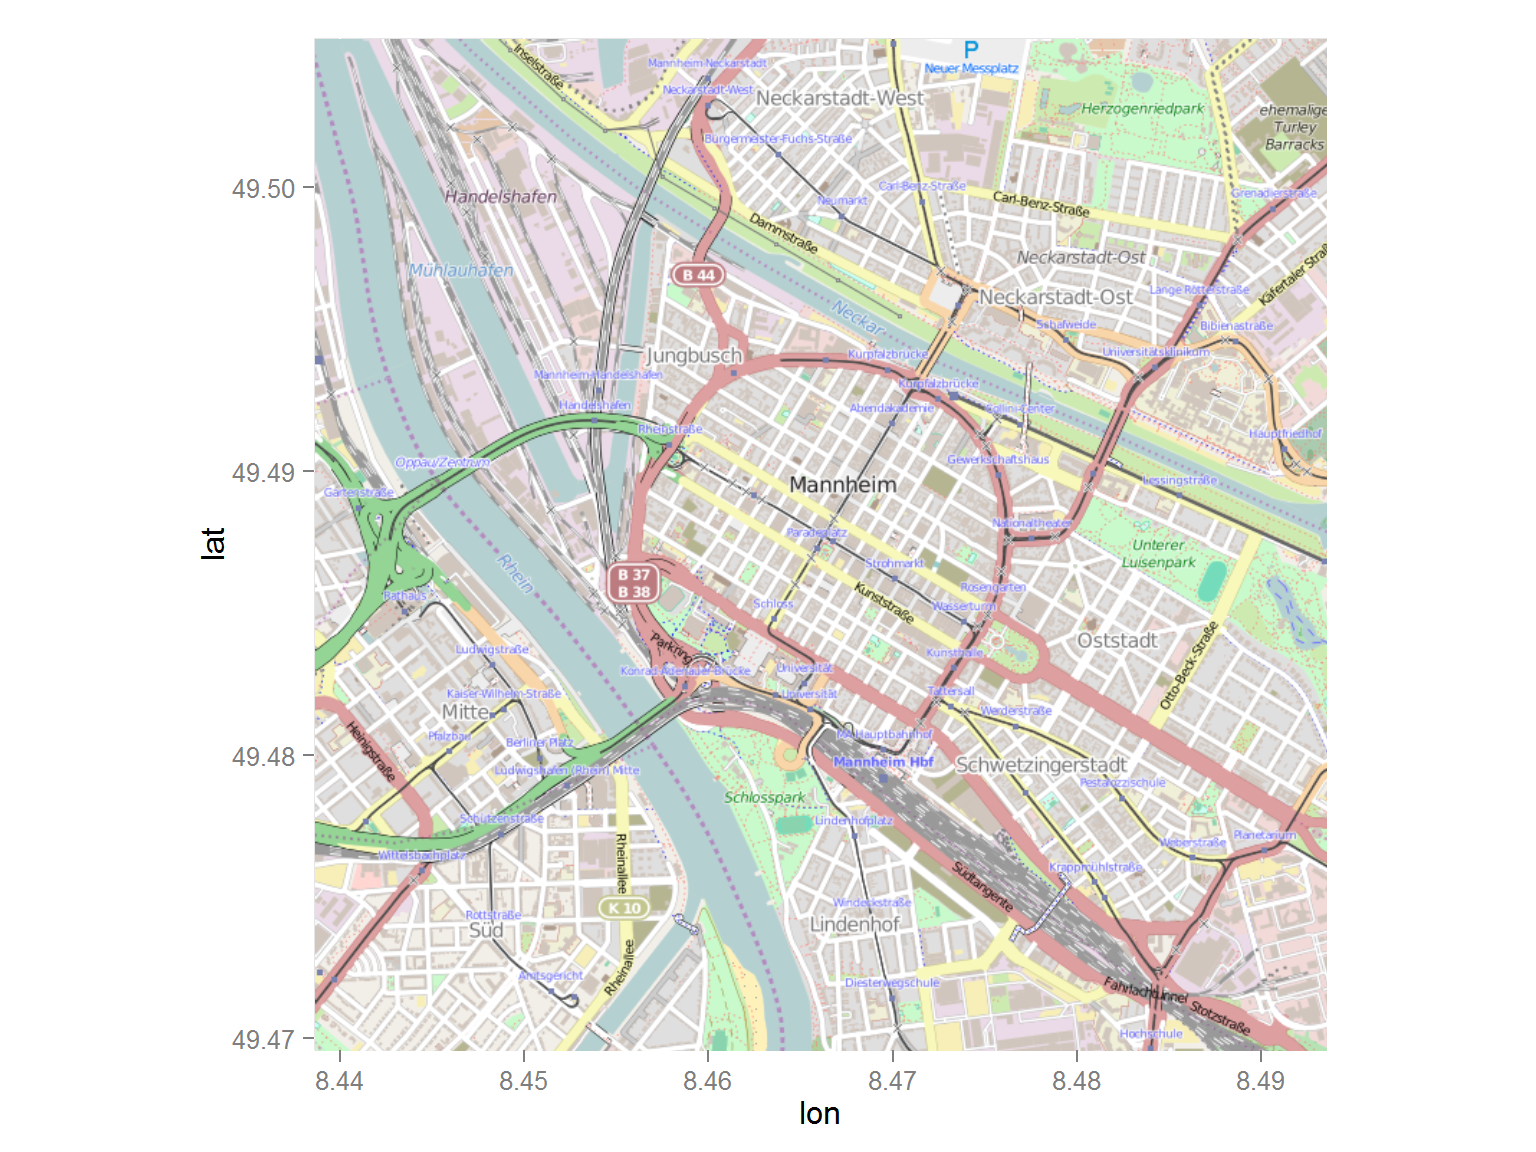 P
Neuer Messplatz
Inselstraße
Mannheim-Neckarstadt
Neckarstadt-West
Neckarstadt-West
Herzogenriedpark
ehemalige
Turley
Barracks
Bürgermeister-Fuchs-Straße
Carl-Benz-Straße
Carl-Benz-Straße
Grenadierstraße
Handelshafen
Neumarkt
Dammstraße
49.50
Mühlauhafen
B 44
Neckarstadt-Ost
Neckarstadt-Ost
Lange Rötterstraße
Käfertaler Straß
Neckar
Schafweide
Bibienastraße
Jungbusch
Kurpfalzbrücke
Universitätsklinikum
Mannheim-Handelshafen
Kurpfalzbrücke
Handelshafen
Abendakademie
Collini-Center
Rheinstraße
Hauptfriedhof
Oppau/Zentrum
Gewerkschaftshaus
49.49
Gartenstraße
Mannheim
Lessingstraße
Nationaltheater
Paradeplatz
Unterer
Luisenpark
Rhein
Strohmarkt
B 37
B 38
Kunststraße
Rosengarten
Rathaus
Schloss
Wasserturm
Parkring
Oststadt
Otto-Beck-Straße
Ludwigstraße
Kunsthalle
Konrad-Adenauer-Brücke
Universität
Kaiser-Wilhelm-Straße
Universität
Tattersall
Mitte
Werderstraße
Heinigstraße
Pfalzbau
Berliner Platz
MA Hauptbahnhof
49.48
Mannheim Hbf
Schwetzingerstadt
Ludwigshafen (Rhein) Mitte
Pestalozzischule
Schlosspark
Schützenstraße
Lindenhofplatz
Planetarium
Weberstraße
Wittelsbachplatz
Rheinallee
Krappmühlstraße
Südtangente
K 10
Windeckstraße
Rottstraße
Süd
Lindenhof
Rheinallee
Amtsgericht
Diesterwegschule
Fahrlachtunnel
Stotzstraße
Hochschule
49.47
8.44
8.45
8.46
8.47
8.48
8.49
lon
lat